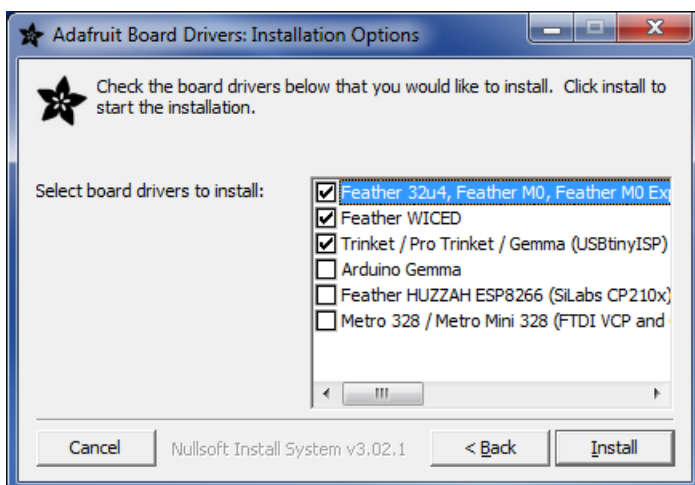 Adafruit Board Drivers: Installation Options
Check the board drivers below that you would like to install. Click install to
start the installation.
Select board drivers to install:
Feather 32u4, Feather M0, Feather M0 Ex
Feather WICED
Trinket / Pro Trinket / Gemma (USBtinyISP)
Arduino Gemma
Feather HUZZAH ESP8266 (SiLabs CP210x)
Metro 328 / Metro Mini 328 (FTDI VCP and
Cancel
Nullsoft Install System v3.02.1
< Back
Install